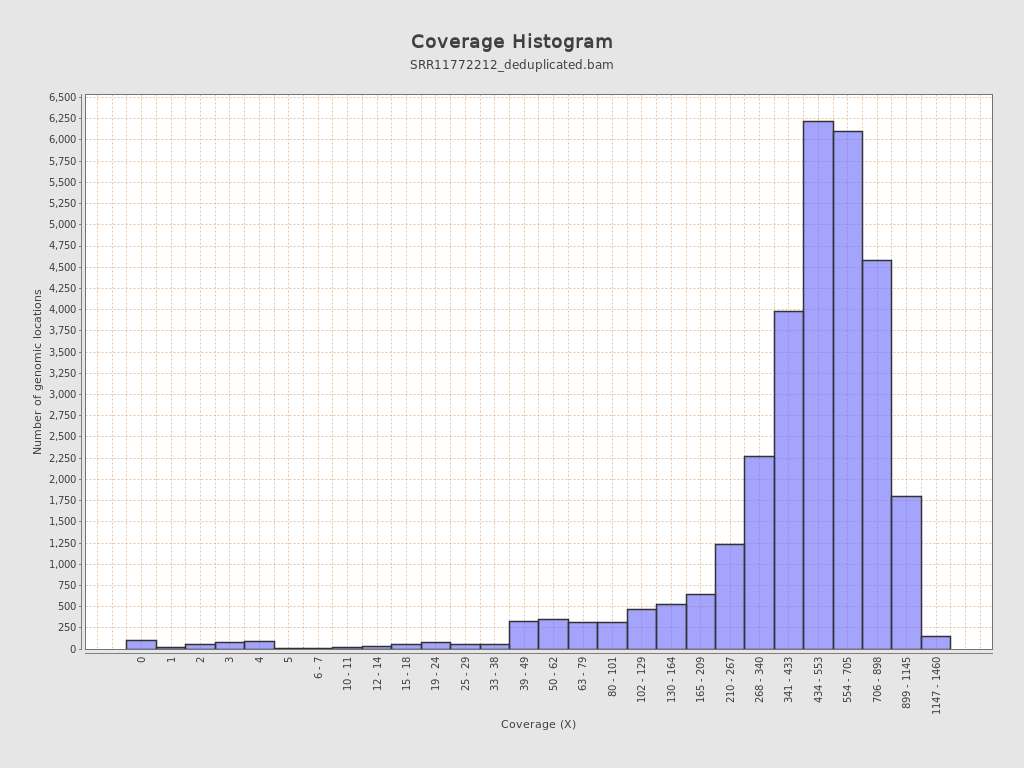 Coverage Histogram
SRR11772212_deduplicated.bam
6,500
6,250
6,000
5,750
5,500
5,250
5,000
4,750
4,500
4,250
4,000
3,750
3,500
3,250
3,000
2,750
2,500
2,250
2,000
1,750
1,500
1,250
1,000
750
500
250
0
Number of genomic locations
0
1
2
3
4
5
6 - 7
10 - 11
12 - 14
15 - 18
19 - 24
25 - 29
33 - 38
39 - 49
50 - 62
63 - 79
80 - 101
102 - 129
130 - 164
165 - 209
210 - 267
268 - 340
341 - 433
434 - 553
554 - 705
706 - 898
899 - 1145
1147 - 1460
Coverage (X)